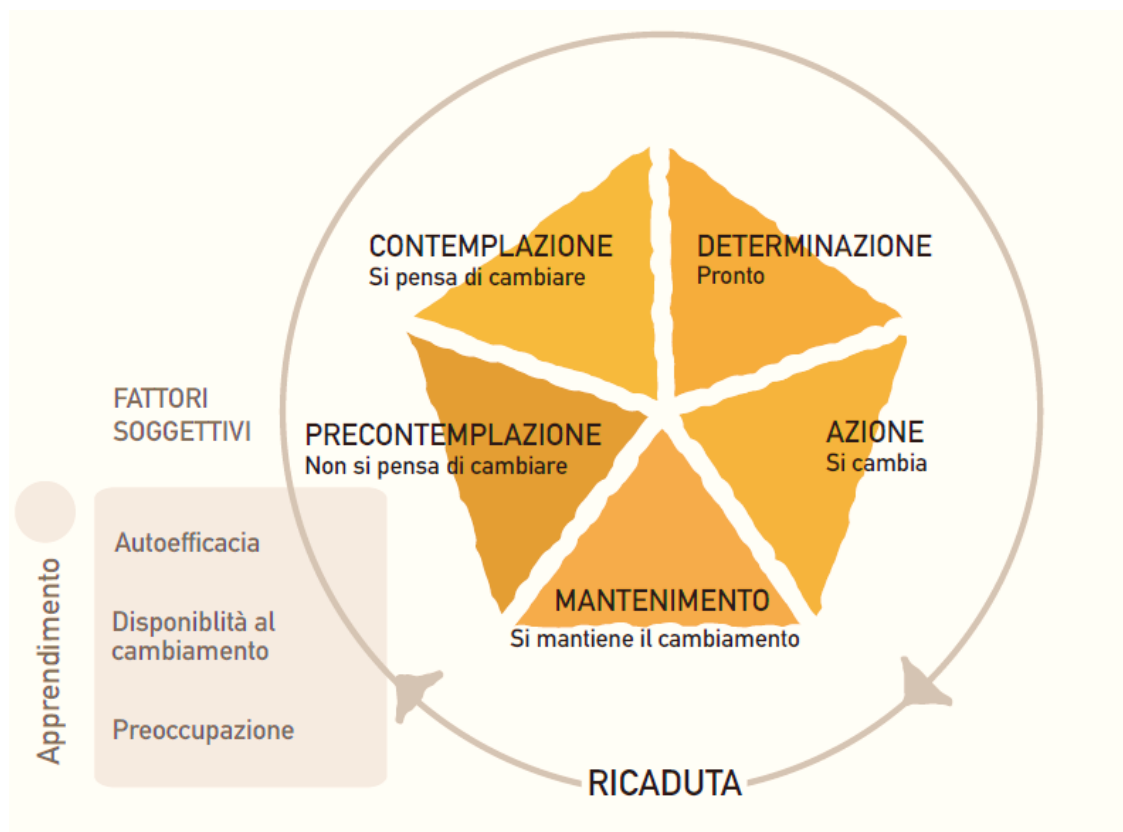 CONTEMPLAZIONE
Si pensa di cambiare
DETERMINAZIONE
Pronto
FATTORI
SOGGETTIVI
PRECONTEMPLAZIONE
Non si pensa di cambiare
AZIONE
Si cambia
Apprendimento
Autoefficacia
Disponiblità al
cambiamento
Preoccupazione
MANTENIMENTO
Si mantiene il cambiamento
RICADUTA